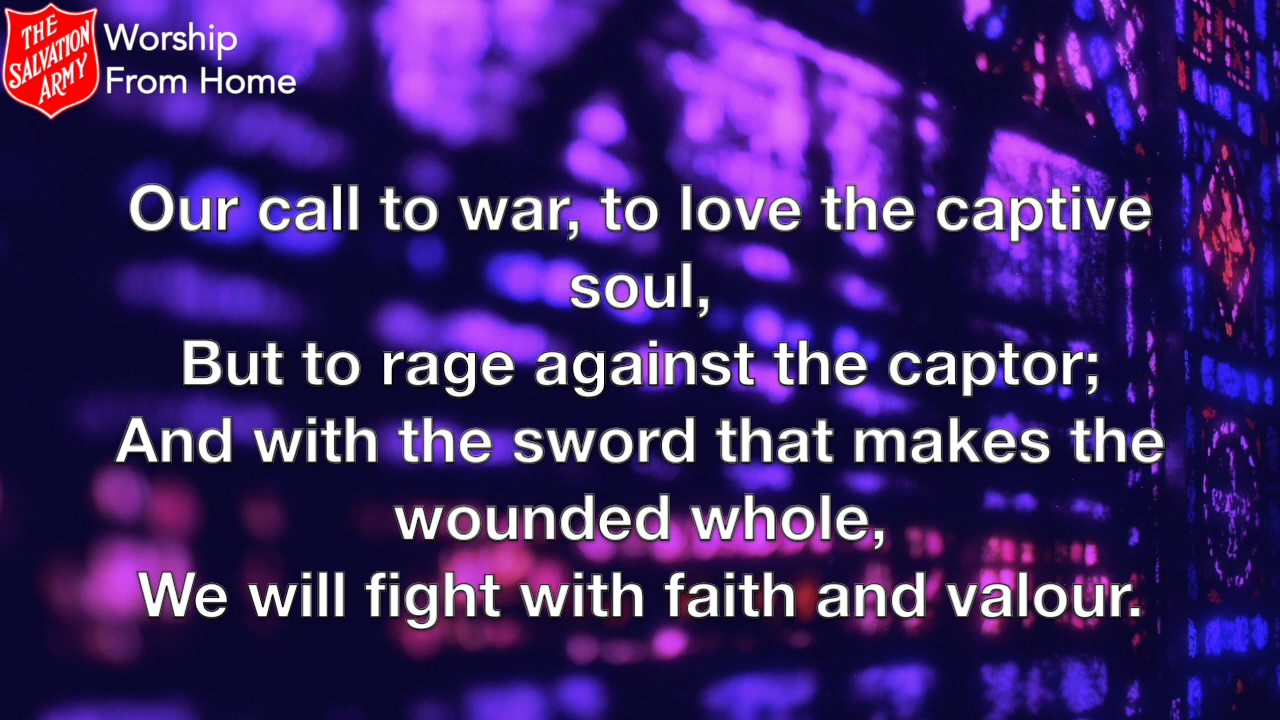 THE
SALVATION
ARMY
Worship
From Home
Our call to war, to love the captive
soul,
But to rage against the captor;
And with the sword that makes the
wounded whole,
We will fight with faith and valour.